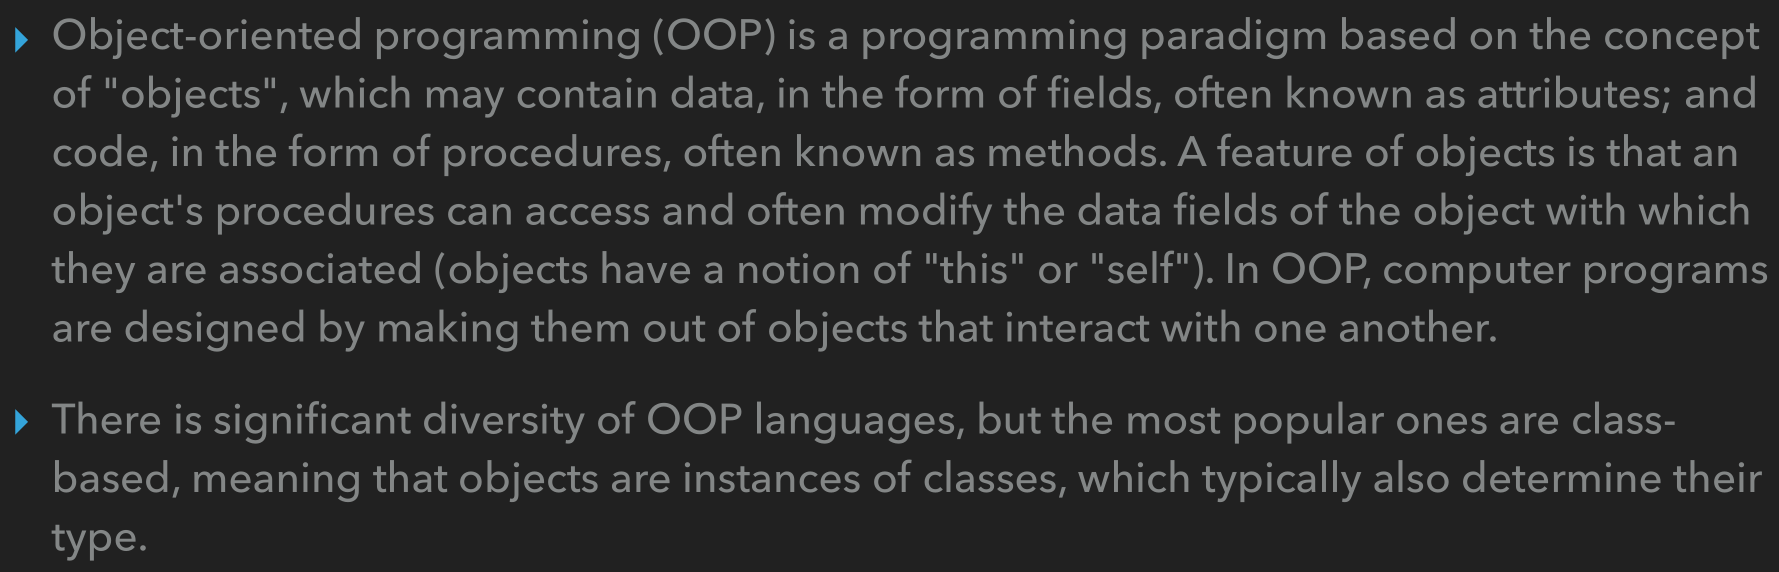 Object-oriented programming (OOP) is a programming paradigm based on the concept
of "objects", which may contain data, in the form of fields, often known as attributes; and
code, in the form of procedures, often known as methods. A feature of objects is that an
object's procedures can access and often modify the data fields of the object with which
they are associated (objects have a notion of "this" or "self"). In OOP, computer programs
are designed by making them out of objects that interact with one another.
There is significant diversity of OOP languages, but the most popular ones are class-
based, meaning that objects are instances of classes, which typically also determine their
type.